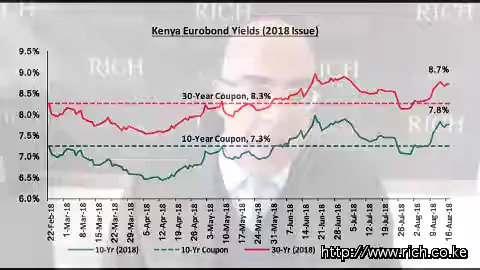 Kenya Eurobond Yields (2018 Issue)
9.5%
9.0%
8.5%
8.0%
7.5%
7.0%
6.5%
6.0%
30-Year Coupon, 8.3%
8.7%
10-Year Coupon, 7.3%
7.8%
RICH
RICH
RICH
22-Feb-18
1-Mar-18
8-Mar-18
15-Mar-18
22-Mar-18
29-Mar-18
5-Apr-18
12-Apr-18
19-Apr-18
26-Apr-18
3-May-18
10-May-18
17-May-18
24-May-18
31-May-18
7-Jun-18
14-Jun-18
21-Jun-18
28-Jun-18
5-Jul-18
12-Jul-18
19-Jul-18
26-Jul-18
2-Aug-18
9-Aug-18
16-Aug-18
10-Yr (2018)
10-Yr Coupon
30-Yr (2018)
http://www.rich.co.ke